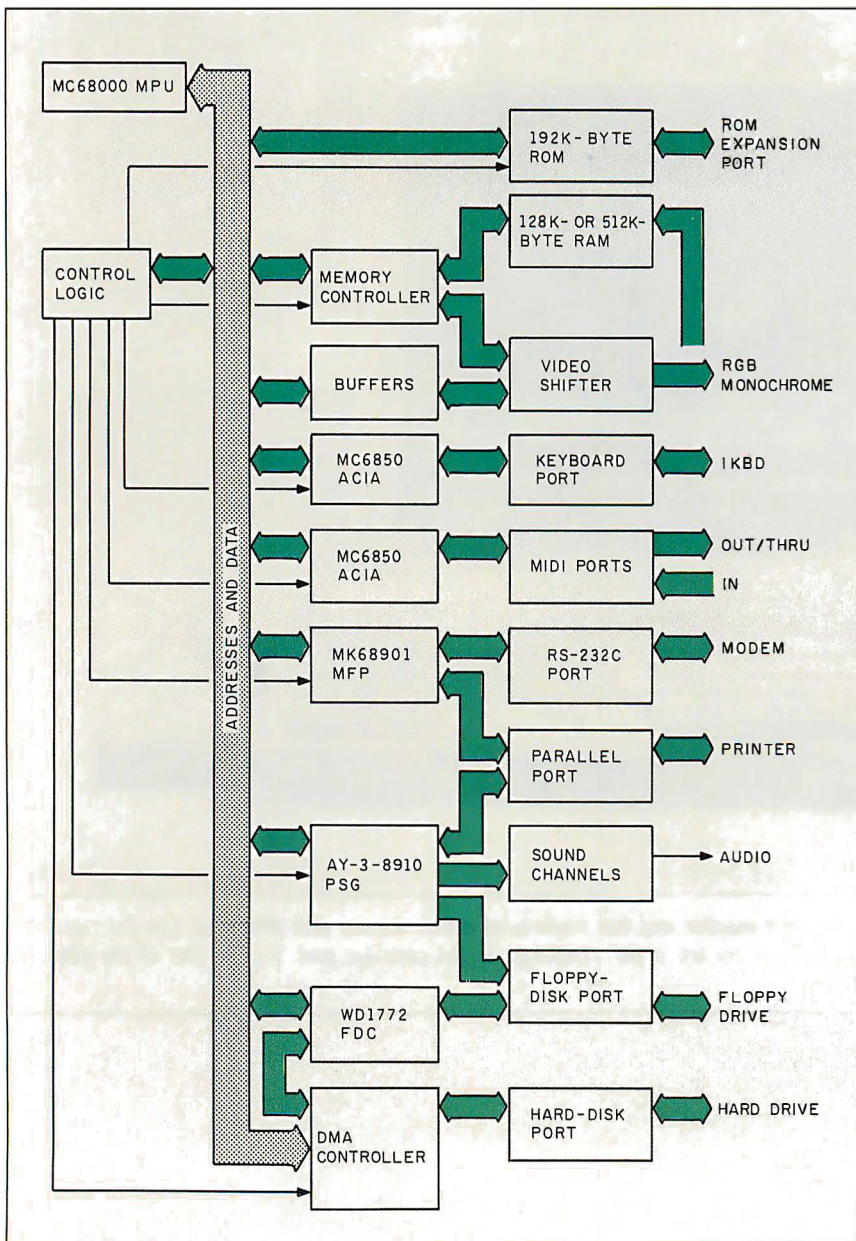 MC68000 MPU
192K-BYTE
ROM
ROM
EXPANSION
PORT
128K- OR 512K-
BYTE RAM
CONTROL
LOGIC
MEMORY
CONTROLLER
BUFFERS
VIDEO
SHIFTER
RGB
MONOCHROME
MC6850
ACIA
KEYBOARD
PORT
IKBD
ADDRESSES AND DATA
MC6850
ACIA
MIDI PORTS
OUT/THRU
IN
MK68901
MFP
RS-232C
PORT
MODEM
PARALLEL
PORT
PRINTER
AY-3-8910
PSG
SOUND
CHANNELS
AUDIO
FLOPPY-
DISK PORT
FLOPPY
DRIVE
WD1772
FDC
DMA
CONTROLLER
HARD-DISK
PORT
HARD DRIVE